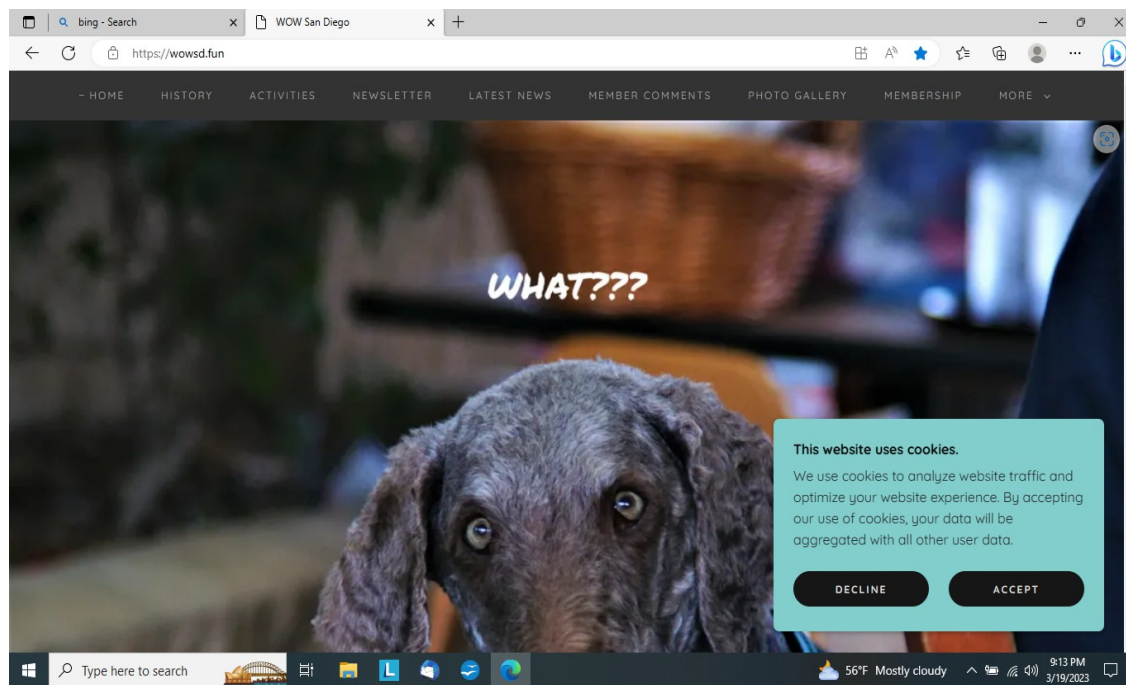 bing - Search
WOW San Diego
https://wowsd.fun
– HOME HISTORY ACTIVITIES NEWSLETTER LATEST NEWS MEMBER COMMENTS PHOTO GALLERY MEMBERSHIP MORE
WHAT???
This website uses cookies.
We use cookies to analyze website traffic and
optimize your website experience. By accepting
our use of cookies, your data will be
aggregated with all other user data.
DECLINE ACCEPT
Type here to search
L
56°F Mostly cloudy
9:13 PM
3/19/2023